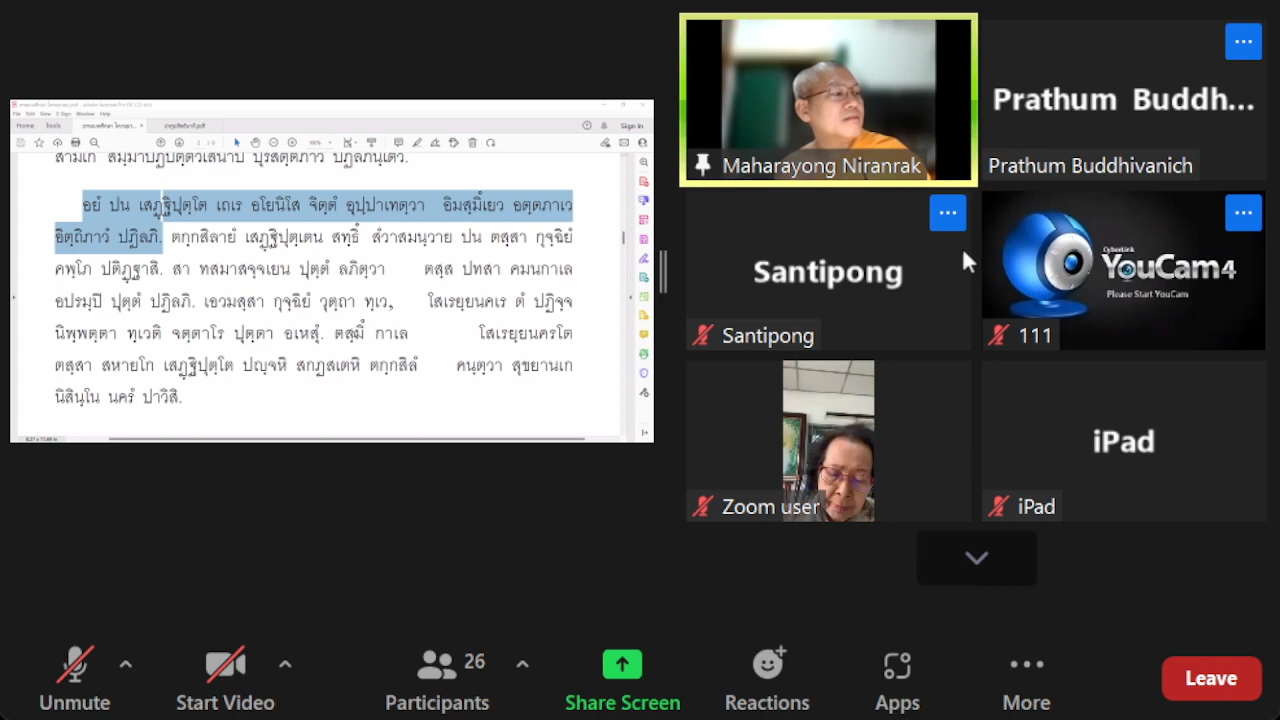 File Edit View E-Sign Window Help
Home Tools
Sign In
สามิเก สมฺมาปฏิปตฺติวเสนาปิ ปุริสตฺตภาวํ ปฏิลภนฺเตว.
อยํ ปน เสฏฺฐิปุตฺโต เถเร อโยนิโส จิตฺตํ อุปฺปาเทตฺวา อิมสฺมึเยว อตฺตภาเว
อิตฺถิภาวํ ปฏิลภิ. ตกฺกสิลายํ เสฏฺฐิปุตฺเตน สทฺธึ สํวาสมนฺวาย ปน ตสฺสา กุจฺฉิยํ
คพฺโภ ปติฏฺฐาสิ. สา ทสมาสจฺจเยน ปุตฺตํ ลภิตฺวา ตสฺส ปทสา คมนกาเล
อปรมฺปิ ปุตฺตํ ปฏิลภิ. เอวมสฺสา กุจฺฉิยํ วุตฺถา ทฺเว, โสเรยฺยนคเร ตํ ปฏิจฺจ
นิพฺพตฺตา ทฺเวติ จตฺตาโร ปุตฺตา อเหสุํ. ตสฺมึ กาเล โสเรยฺยนครโต
ตสฺสา สหายโก เสฏฺฐิปุตฺโต ปญฺจหิ สกฏสเตหิ ตกฺกสิลํ คนฺตฺวา สุขยานเก
นิสินฺโน นครํ ปาวิสิ.
Maharayong Niranrak
Prathum Buddh...
Prathum Buddhivanich
Santipong
Santipong
CyberLink
YouCam4
Please Start YouCam
111
Zoom user
iPad
iPad
26
Unmute
Start Video
Participants
Share Screen
Reactions
Apps
More
Leave